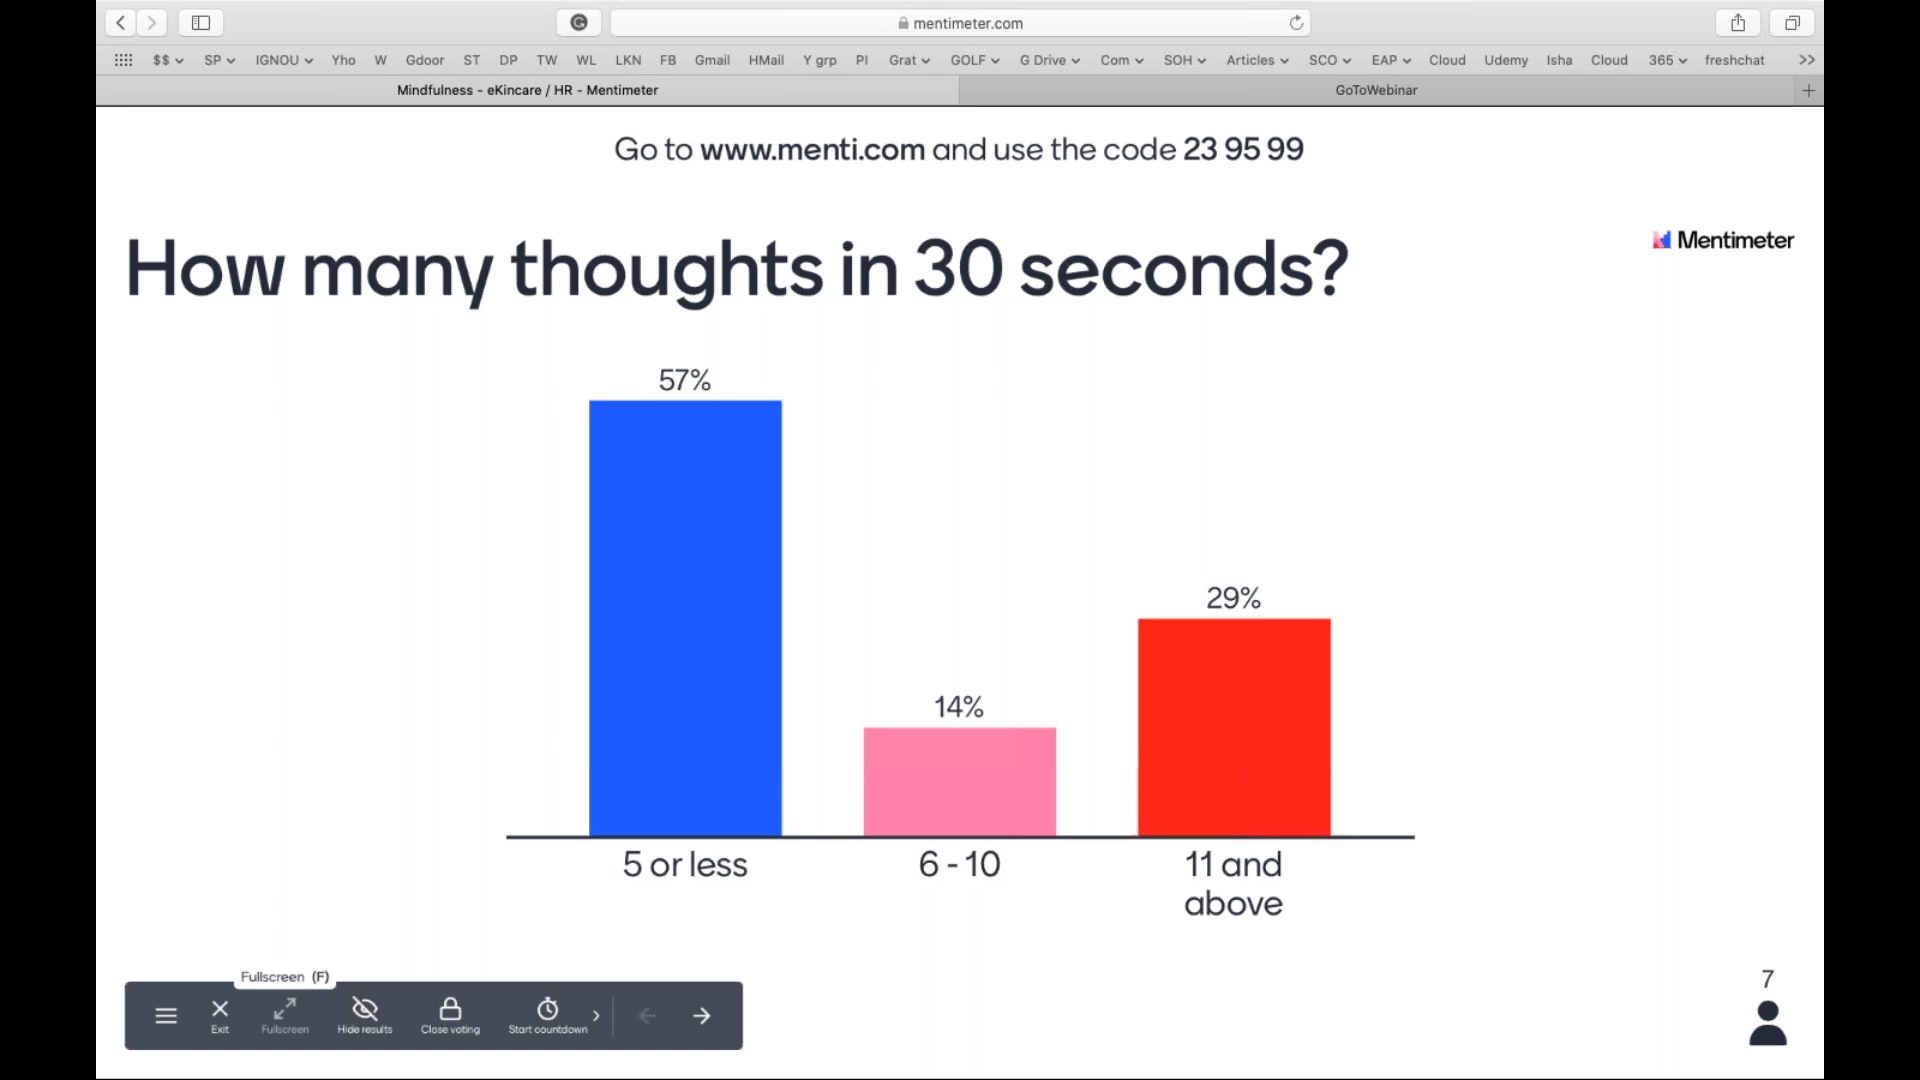 mentimeter.com
$$ SP IGNOU Yho W Gdoor ST DP TW WL LKN FB Gmail HMail Y grp PI Grat GOLF G Drive Com SOH Articles SCO EAP Cloud Udemy Isha Cloud 365 freshchat >>
Mindfulness - eKincare / HR - Mentimeter GoToWebinar +
Go to www.menti.com and use the code 23 95 99
Mentimeter
How many thoughts in 30 seconds?
57%
29%
14%
5 or less 6 - 10 11 and
above
Fullscreen (F)
7
Exit Fullscreen Hide results Close voting Start countdown